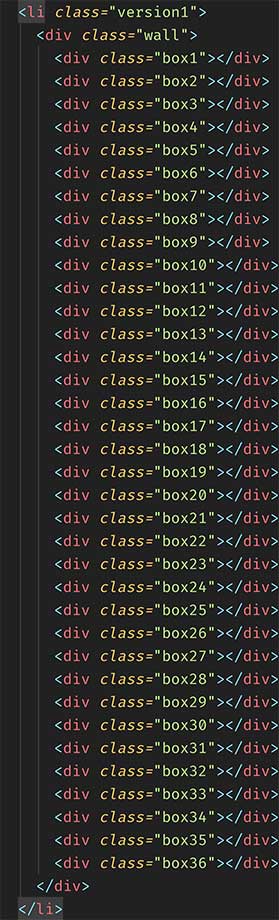 <li class="version1">
<div class="wall">
<div class="box1"></div>
<div class="box2"></div>
<div class="box3"></div>
<div class="box4"></div>
<div class="box5"></div>
<div class="box6"></div>
<div class="box7"></div>
<div class="box8"></div>
<div class="box9"></div>
<div class="box10"></div>
<div class="box11"></div>
<div class="box12"></div>
<div class="box13"></div>
<div class="box14"></div>
<div class="box15"></div>
<div class="box16"></div>
<div class="box17"></div>
<div class="box18"></div>
<div class="box19"></div>
<div class="box20"></div>
<div class="box21"></div>
<div class="box22"></div>
<div class="box23"></div>
<div class="box24"></div>
<div class="box25"></div>
<div class="box26"></div>
<div class="box27"></div>
<div class="box28"></div>
<div class="box29"></div>
<div class="box30"></div>
<div class="box31"></div>
<div class="box32"></div>
<div class="box33"></div>
<div class="box34"></div>
<div class="box35"></div>
<div class="box36"></div>
</div>
</li>